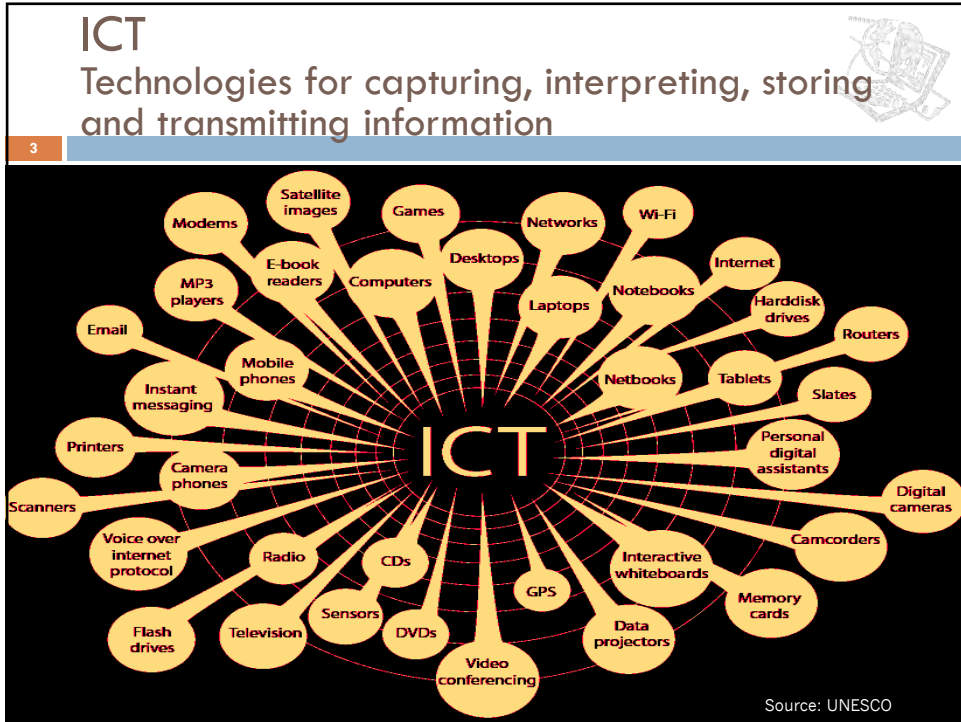 ICT
Technologies for capturing, interpreting, storing
and transmitting information
3
Satellite
images
Games
Networks
Wi-Fi
Modems
Desktops
Internet
E-book
readers
Computers
Notebooks
MP3
players
Laptops
Harddisk
drives
Email
Routers
Mobile
phones
Netbooks
Tablets
Instant
messaging
Slates
Printers
ICT
Personal
digital
assistants
Camera
phones
Scanners
Digital
cameras
Voice over
internet
protocol
Radio
CDs
Interactive
whiteboards
Camcorders
GPS
Sensors
Memory
cards
Flash
drives
Television
DVDs
Data
projectors
Video
conferencing
Source: UNESCO